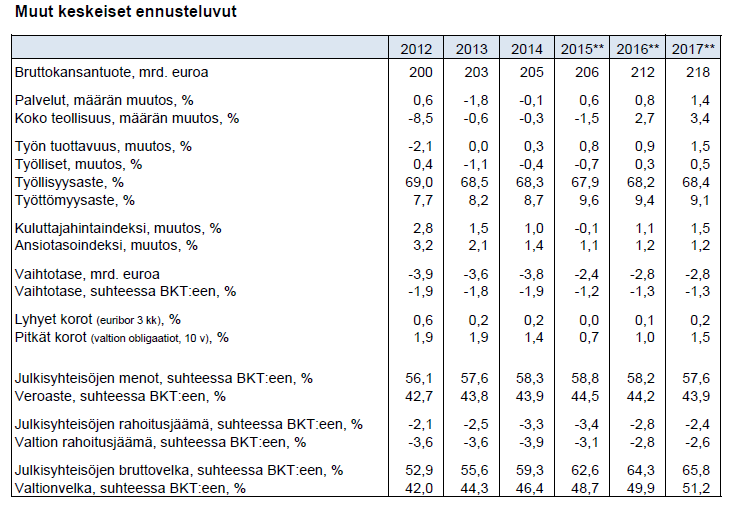 Muut keskeiset ennusteluvut
2012 2013 2014 2015** 2016** 2017**
Bruttokansantuote, mrd. euroa 200 203 205 206 212 218
Palvelut, määrän muutos, % 0,6 -1,8 -0,1 0,6 0,8 1,4
Koko teollisuus, määrän muutos, % -8,5 -0,6 -0,3 -1,5 2,7 3,4
Työn tuottavuus, muutos, % -2,1 0,0 0,3 0,8 0,9 1,5
Työlliset, muutos, % 0,4 -1,1 -0,4 -0,7 0,3 0,5
Työllisyysaste, % 69,0 68,5 68,3 67,9 68,2 68,4
Työttömyysaste, % 7,7 8,2 8,7 9,6 9,4 9,1
Kuluttajahintaindeksi, muutos, % 2,8 1,5 1,0 -0,1 1,1 1,5
Ansiotasoindeksi, muutos, % 3,2 2,1 1,4 1,1 1,2 1,2
Vaihtotase, mrd. euroa -3,9 -3,6 -3,8 -2,4 -2,8 -2,8
Vaihtotase, suhteessa BKT:een, % -1,9 -1,8 -1,9 -1,2 -1,3 -1,3
Lyhyet korot (euribor 3 kk), % 0,6 0,2 0,2 0,0 0,1 0,2
Pitkät korot (valtion obligaatiot, 10 v), % 1,9 1,9 1,4 0,7 1,0 1,5
Julkisyhteisöjen menot, suhteessa BKT:een, % 56,1 57,6 58,3 58,8 58,2 57,6
Veroaste, suhteessa BKT:een, % 42,7 43,8 43,9 44,5 44,2 43,9
Julkisyhteisöjen rahoitusjäämä, suhteessa BKT:een, % -2,1 -2,5 -3,3 -3,4 -2,8 -2,4
Valtion rahoitusjäämä, suhteessa BKT:een, % -3,6 -3,6 -3,9 -3,1 -2,8 -2,6
Julkisyhteisöjen bruttovelka, suhteessa BKT:een, % 52,9 55,6 59,3 62,6 64,3 65,8
Valtionvelka, suhteessa BKT:een, % 42,0 44,3 46,4 48,7 49,9 51,2